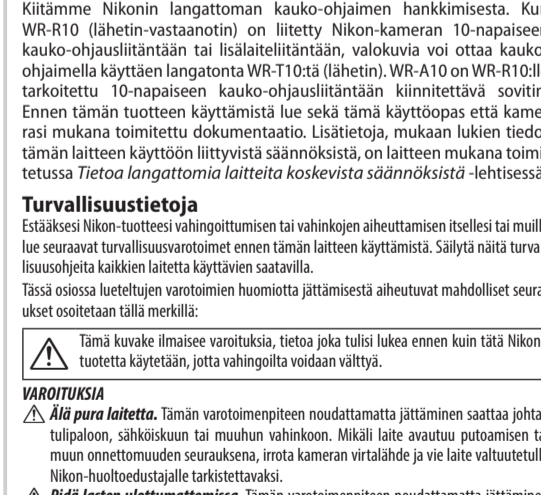 Kiitämme Nikonin langattoman kauko-ohjaimen hankkimisesta. Ku
WR-R10 (lähetin-vastaanotin) on liitetty Nikon-kameran 10-napaiseen
kauko-ohjausliitäntään tai lisälaiteliitäntään, valokuvia voi ottaa kauko
ohjaimella käyttäen langatonta WR-T10:tä (lähetin). WR-A10 on WR-R10:ll
tarkoitettu 10-napaiseen kauko-ohjausliitäntään kiinnitettävä sovitin
Ennen tämän tuotteen käyttämistä lue sekä tämä käyttöopas että kame
rasi mukana toimitettu dokumentaatio. Lisätietoja, mukaan lukien tiedo
tämän laitteen käyttöön liittyvistä säännöksistä, on laitteen mukana toimi
tetussa Tietoa langattomia laitteita koskevista säännöksistä -lehtisessä
Turvallisuustietoja
Estääksesi Nikon-tuotteesi vahingoittumisen tai vahinkojen aiheuttamisen itsellesi tai muill
lue seuraavat turvallisuusvarotoimet ennen tämän laitteen käyttämistä. Säilytä näitä turva
lisuusohjeita kaikkien laitetta käyttävien saatavilla.
Tässä osiossa lueteltujen varotoimien huomiotta jättämisestä aiheutuvat mahdolliset seura
ukset osoitetaan tällä merkillä:
Tämä kuvake ilmaisee varoituksia, tietoa joka tulisi lukea ennen kuin tätä Nikon
tuotetta käytetään, jotta vahingoilta voidaan välttyä.
VAROITUKSIA
Älä pura laitetta. Tämän varotoimenpiteen noudattamatta jättäminen saattaa johta
tulipaloon, sähköiskuun tai muuhun vahinkoon. Mikäli laite avautuu putoamisen ta
muun onnettomuuden seurauksena, irrota kameran virtalähde ja vie laite valtuutetull
Nikon-huoltoedustajalle tarkistettavaksi.